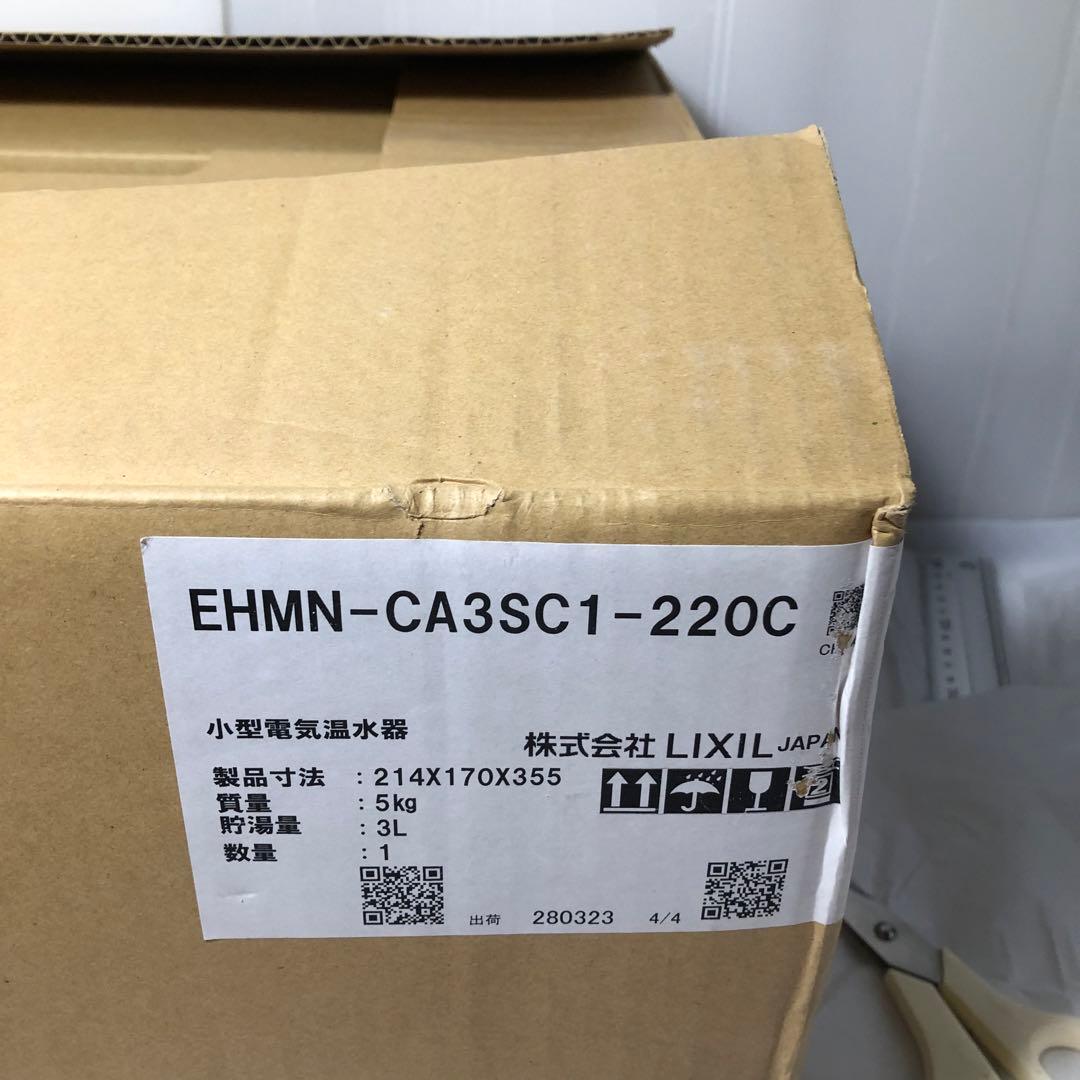 EHMN-CA3SC1-220C
小型電気温水器
株式会社 LIXIL JAPAN
製品寸法 : 214X170X355
質量 : 5kg
貯湯量 : 3L
数量 : 1
出荷 280323 4/4